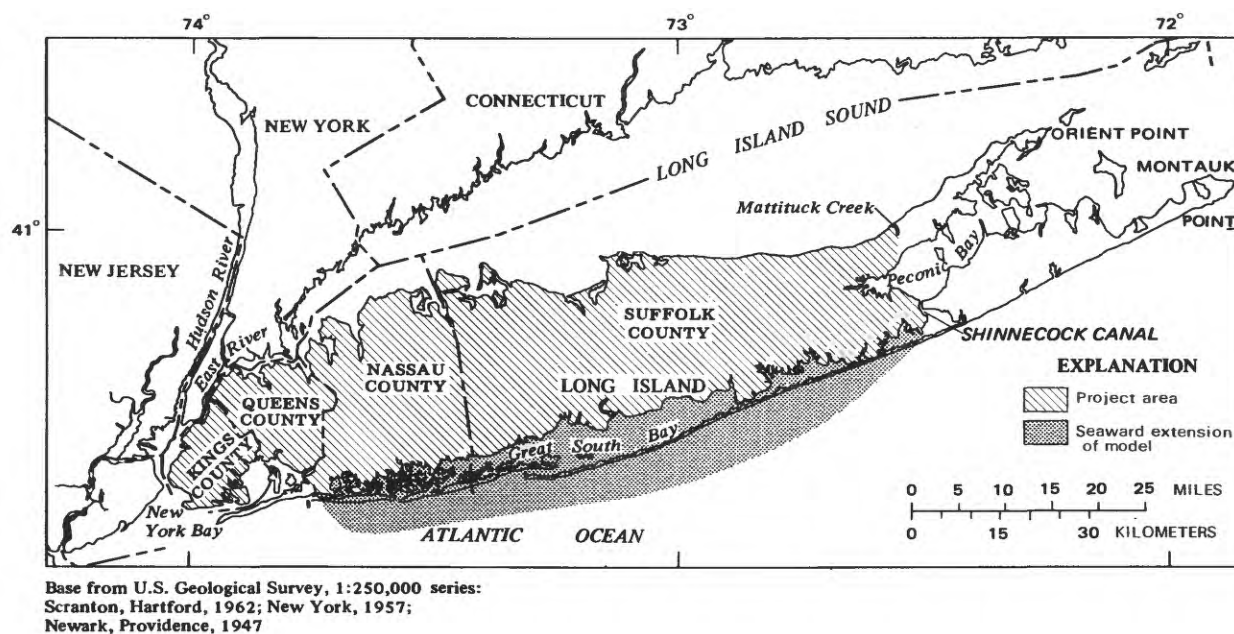 74°
73°
72°
CONNECTICUT
NEW YORK
LONG ISLAND SOUND
ORIENT POINT
MONTAUK
POINT
Mattituck Creek
41°
NEW JERSEY
Hudson River
Peconic Bay
East River
SUFFOLK
COUNTY
NASSAU
COUNTY
SHINNECOCK CANAL
LONG ISLAND
QUEENS
COUNTY
KINGS
COUNTY
Great South Bay
New
York Bay
ATLANTIC OCEAN
EXPLANATION
Project area
Seaward extension
of model
0 5 10 15 20 25 MILES
0 15 30 KILOMETERS
Base from U.S. Geological Survey, 1:250,000 series:
Scranton, Hartford, 1962; New York, 1957;
Newark, Providence, 1947